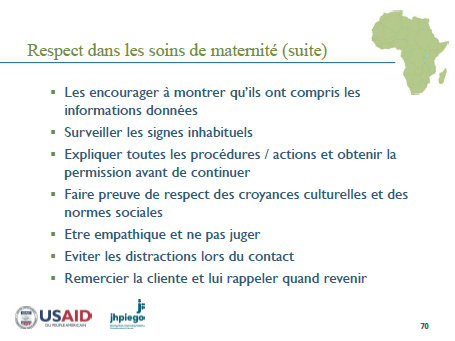 Respect dans les soins de maternité (suite)
Les encourager à montrer qu'ils ont compris les
informations données
Surveiller les signes inhabituels
Expliquer toutes les procédures / actions et obtenir la
permission avant de continuer
Faire preuve de respect des croyances culturelles et des
normes sociales
Etre empathique et ne pas juger
Eviter les distractions lors du contact
Remercier la cliente et lui rappeler quand revenir
USAID
DU PEUPLE AMERICAIN
jhpiego
70